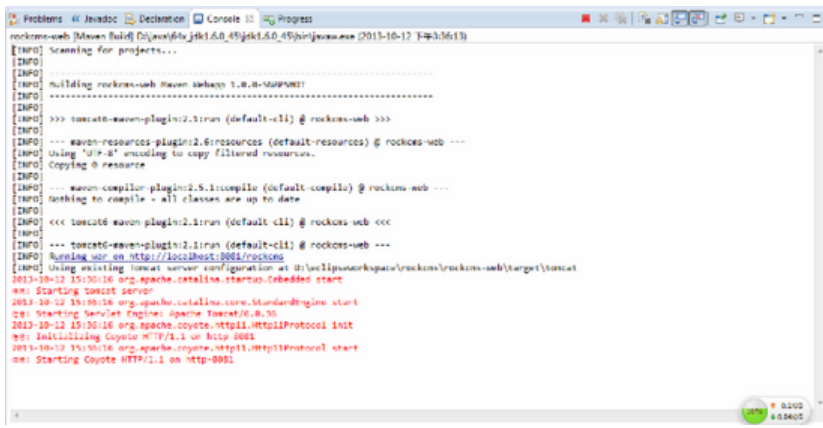 Problems Javadoc Declaration Console Progress
rockcms-web [Maven Build] D:\java\64x_jdk1.6.0_45\jdk1.6.0_45\bin\javaw.exe (2013-10-12 下午3:36:13)
[INFO] Scanning for projects...
[INFO]
[INFO] ------------------------------------------------------------------------
[INFO] Building rockcms-web Maven Webapp 1.0.0-SNAPSHOT
[INFO] ------------------------------------------------------------------------
[INFO]
[INFO] >>> tomcat6-maven-plugin:2.1:run (default-cli) @ rockcms-web >>>
[INFO]
[INFO] --- maven-resources-plugin:2.6:resources (default-resources) @ rockcms-web ---
[INFO] Using 'UTF-8' encoding to copy filtered resources.
[INFO] Copying 0 resource
[INFO]
[INFO] --- maven-compiler-plugin:2.5.1:compile (default-compile) @ rockcms-web ---
[INFO] Nothing to compile - all classes are up to date
[INFO]
[INFO] <<< tomcat6-maven-plugin:2.1:run (default-cli) @ rockcms-web <<<
[INFO]
[INFO] --- tomcat6-maven-plugin:2.1:run (default-cli) @ rockcms-web ---
[INFO] Running war on http://localhost:8081/rockcms
[INFO] Using existing Tomcat server configuration at D:\eclipseworkspace\rockcms\rockcms-web\target\tomcat
2013-10-12 15:36:16 org.apache.catalina.startup.Embedded start
信息: Starting tomcat server
2013-10-12 15:36:16 org.apache.catalina.core.StandardEngine start
信息: Starting Servlet Engine: Apache Tomcat/6.0.36
2013-10-12 15:36:16 org.apache.coyote.http11.Http11Protocol init
信息: Initializing Coyote HTTP/1.1 on http-8081
2013-10-12 15:36:16 org.apache.coyote.http11.Http11Protocol start
信息: Starting Coyote HTTP/1.1 on http-8081